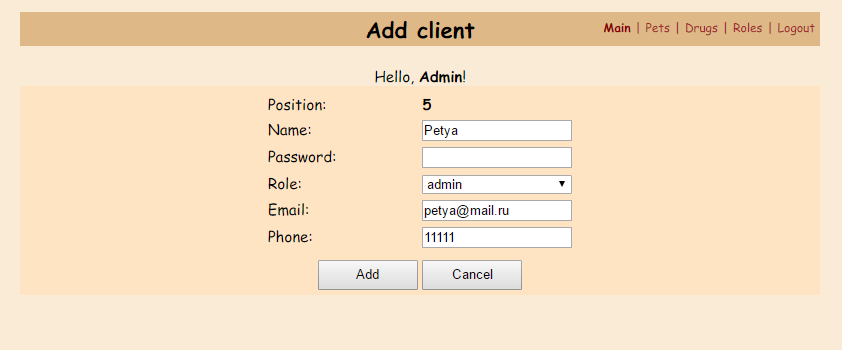 Add client
Main | Pets | Drugs | Roles | Logout
Hello, Admin!
Position: 5
Name: Petya
Password:
Role: admin
Email: petya@mail.ru
Phone: 11111
Add Cancel